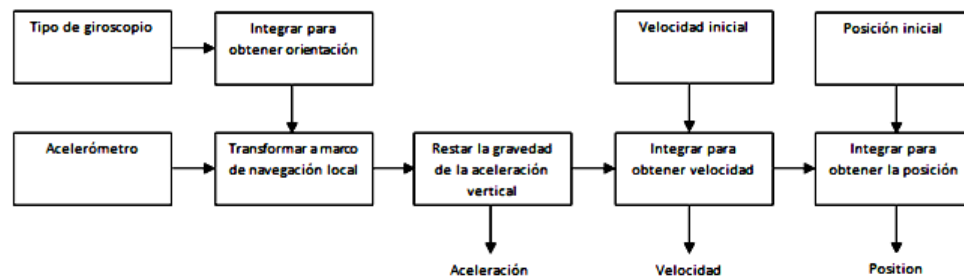 Tipo de giroscopio
Integrar para
obtener orientación
Velocidad inicial
Posición inicial
Acelerómetro
Transformar a marco
de navegación local
Restar la gravedad
de la aceleración
vertical
Integrar para
obtener velocidad
Integrar para
obtener la posición
Aceleración
Velocidad
Position